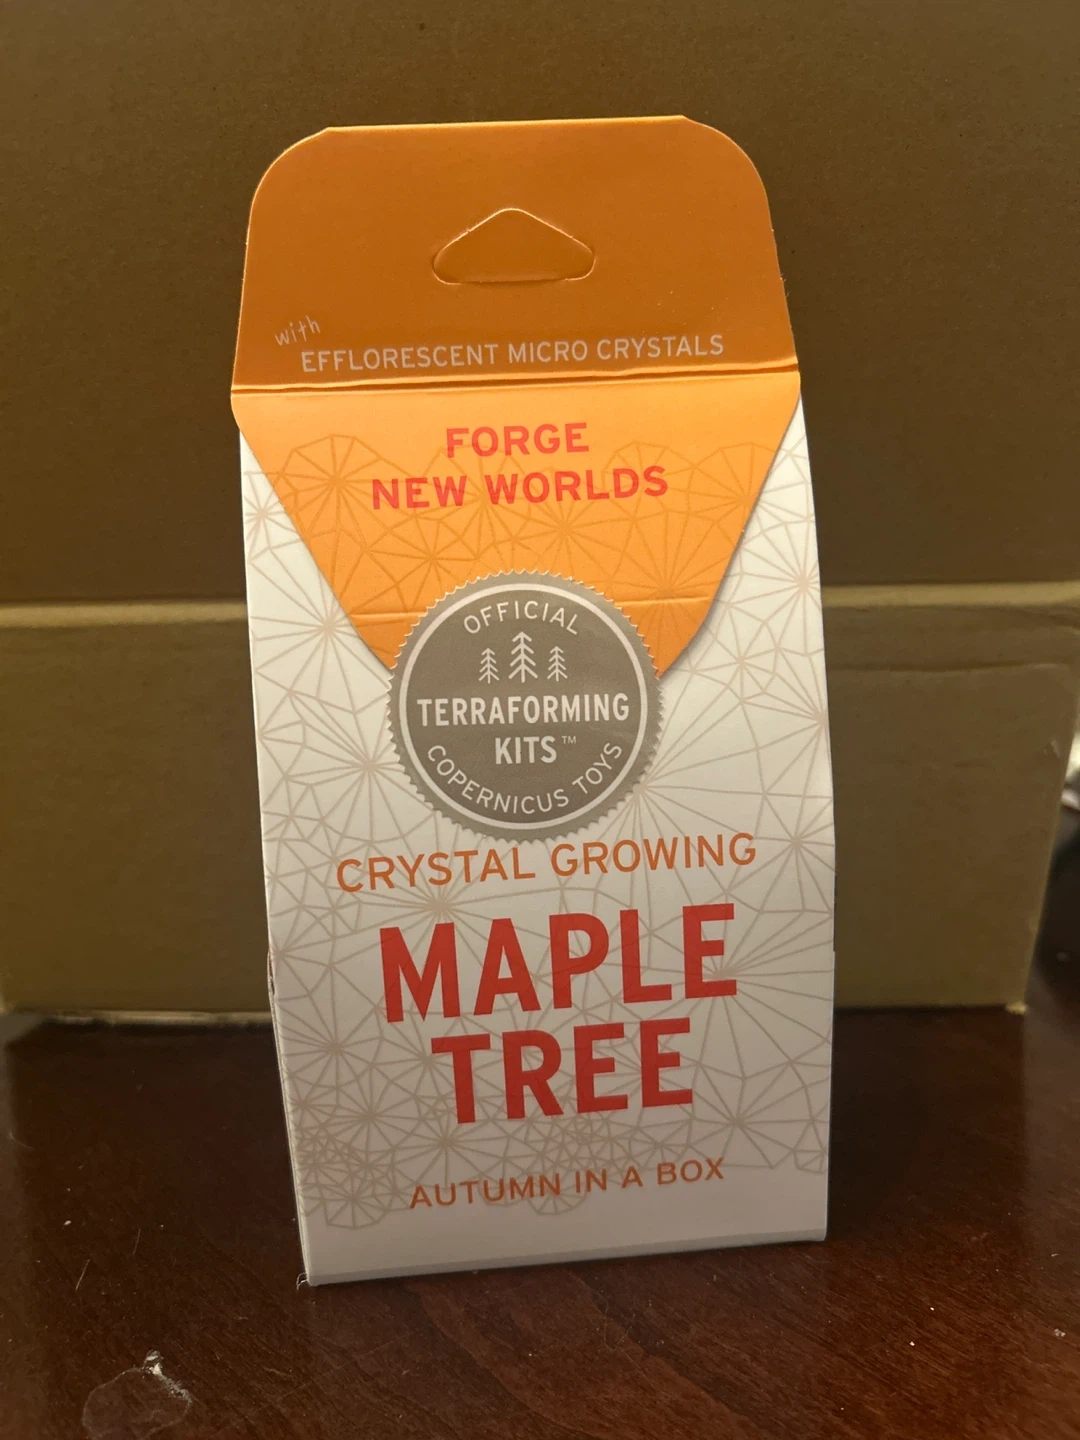 with
EFFLORESCENT MICRO CRYSTALS
FORGE
NEW WORLDS
OFFICIAL
TERRAFORMING
KITS™
COPERNICUS TOYS
CRYSTAL GROWING
MAPLE
TREE
AUTUMN IN A BOX